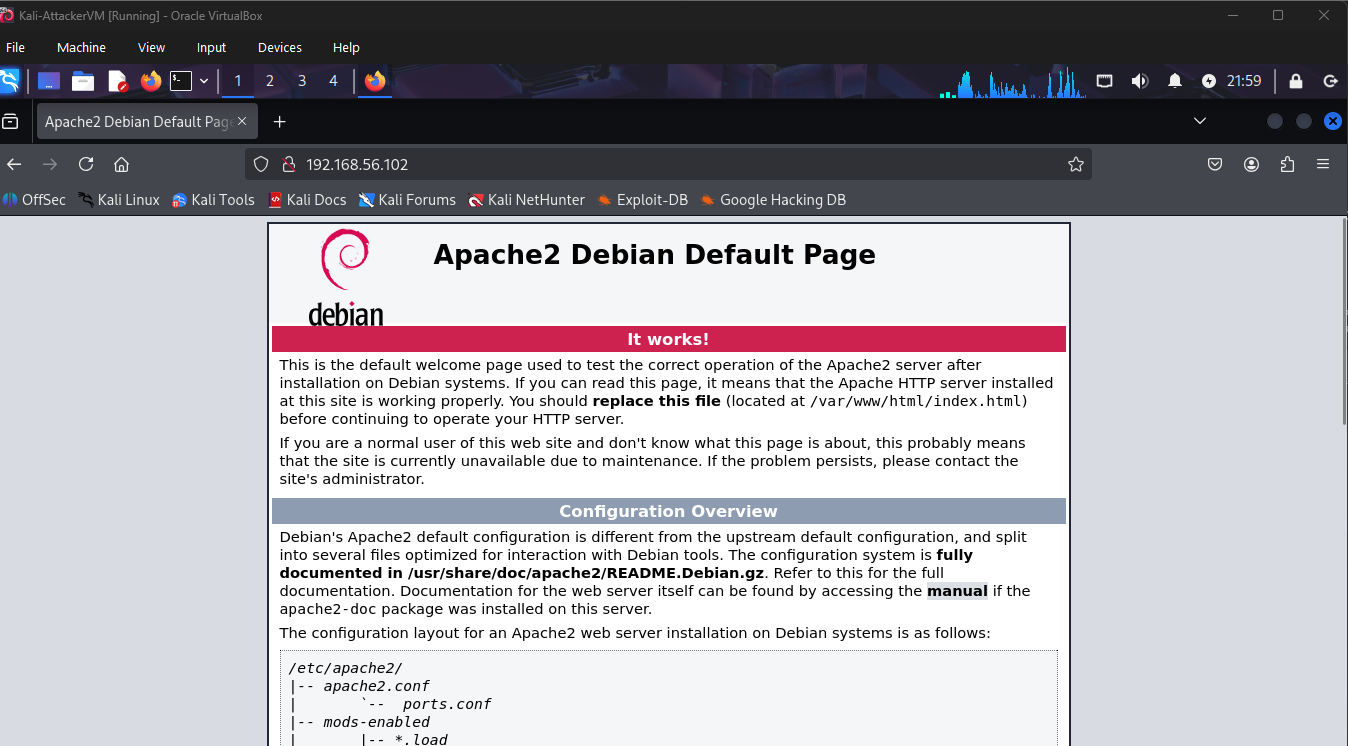 Kali-AttackerVM [Running] - Oracle VirtualBox
File Machine View Input Devices Help
1 2 3 4 21:59
Apache2 Debian Default Pag
192.168.56.102
OffSec Kali Linux Kali Tools Kali Docs Kali Forums Kali NetHunter Exploit-DB Google Hacking DB
debian
Apache2 Debian Default Page
It works!
This is the default welcome page used to test the correct operation of the Apache2 server after
installation on Debian systems. If you can read this page, it means that the Apache HTTP server installed
at this site is working properly. You should replace this file (located at /var/www/html/index.html)
before continuing to operate your HTTP server.
If you are a normal user of this web site and don't know what this page is about, this probably means
that the site is currently unavailable due to maintenance. If the problem persists, please contact the
site's administrator.
Configuration Overview
Debian's Apache2 default configuration is different from the upstream default configuration, and split
into several files optimized for interaction with Debian tools. The configuration system is fully
documented in /usr/share/doc/apache2/README.Debian.gz. Refer to this for the full
documentation. Documentation for the web server itself can be found by accessing the manual if the
apache2-doc package was installed on this server.
The configuration layout for an Apache2 web server installation on Debian systems is as follows:
/etc/apache2/
|-- apache2.conf
|       `--  ports.conf
|-- mods-enabled
|       |-- *.load